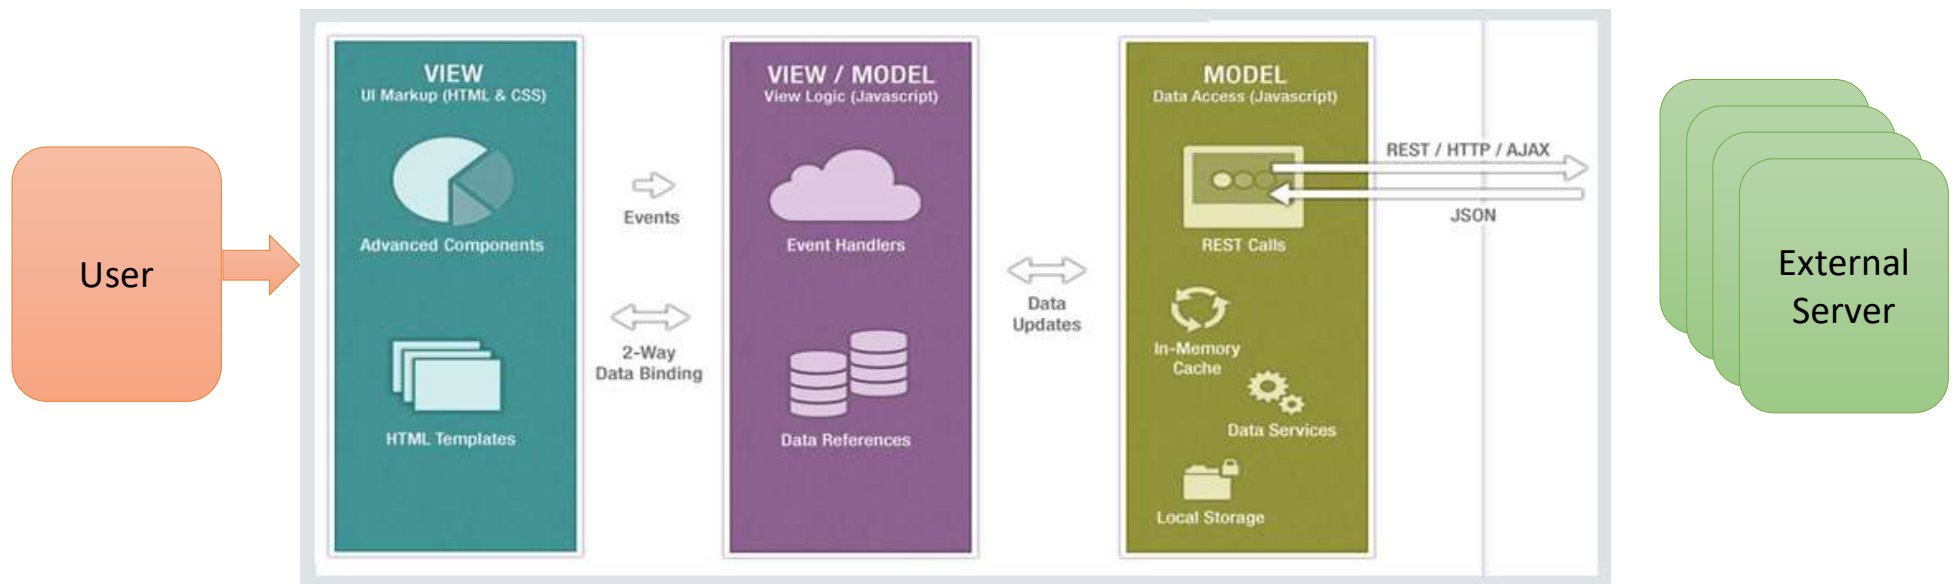 User
VIEW
UI Markup (HTML & CSS)
Advanced Components
HTML Templates
Events
2-Way
Data Binding
VIEW / MODEL
View Logic (Javascript)
Event Handlers
Data References
Data
Updates
MODEL
Data Access (Javascript)
REST Calls
In-Memory
Cache
Data Services
Local Storage
REST / HTTP / AJAX
JSON
External
Server